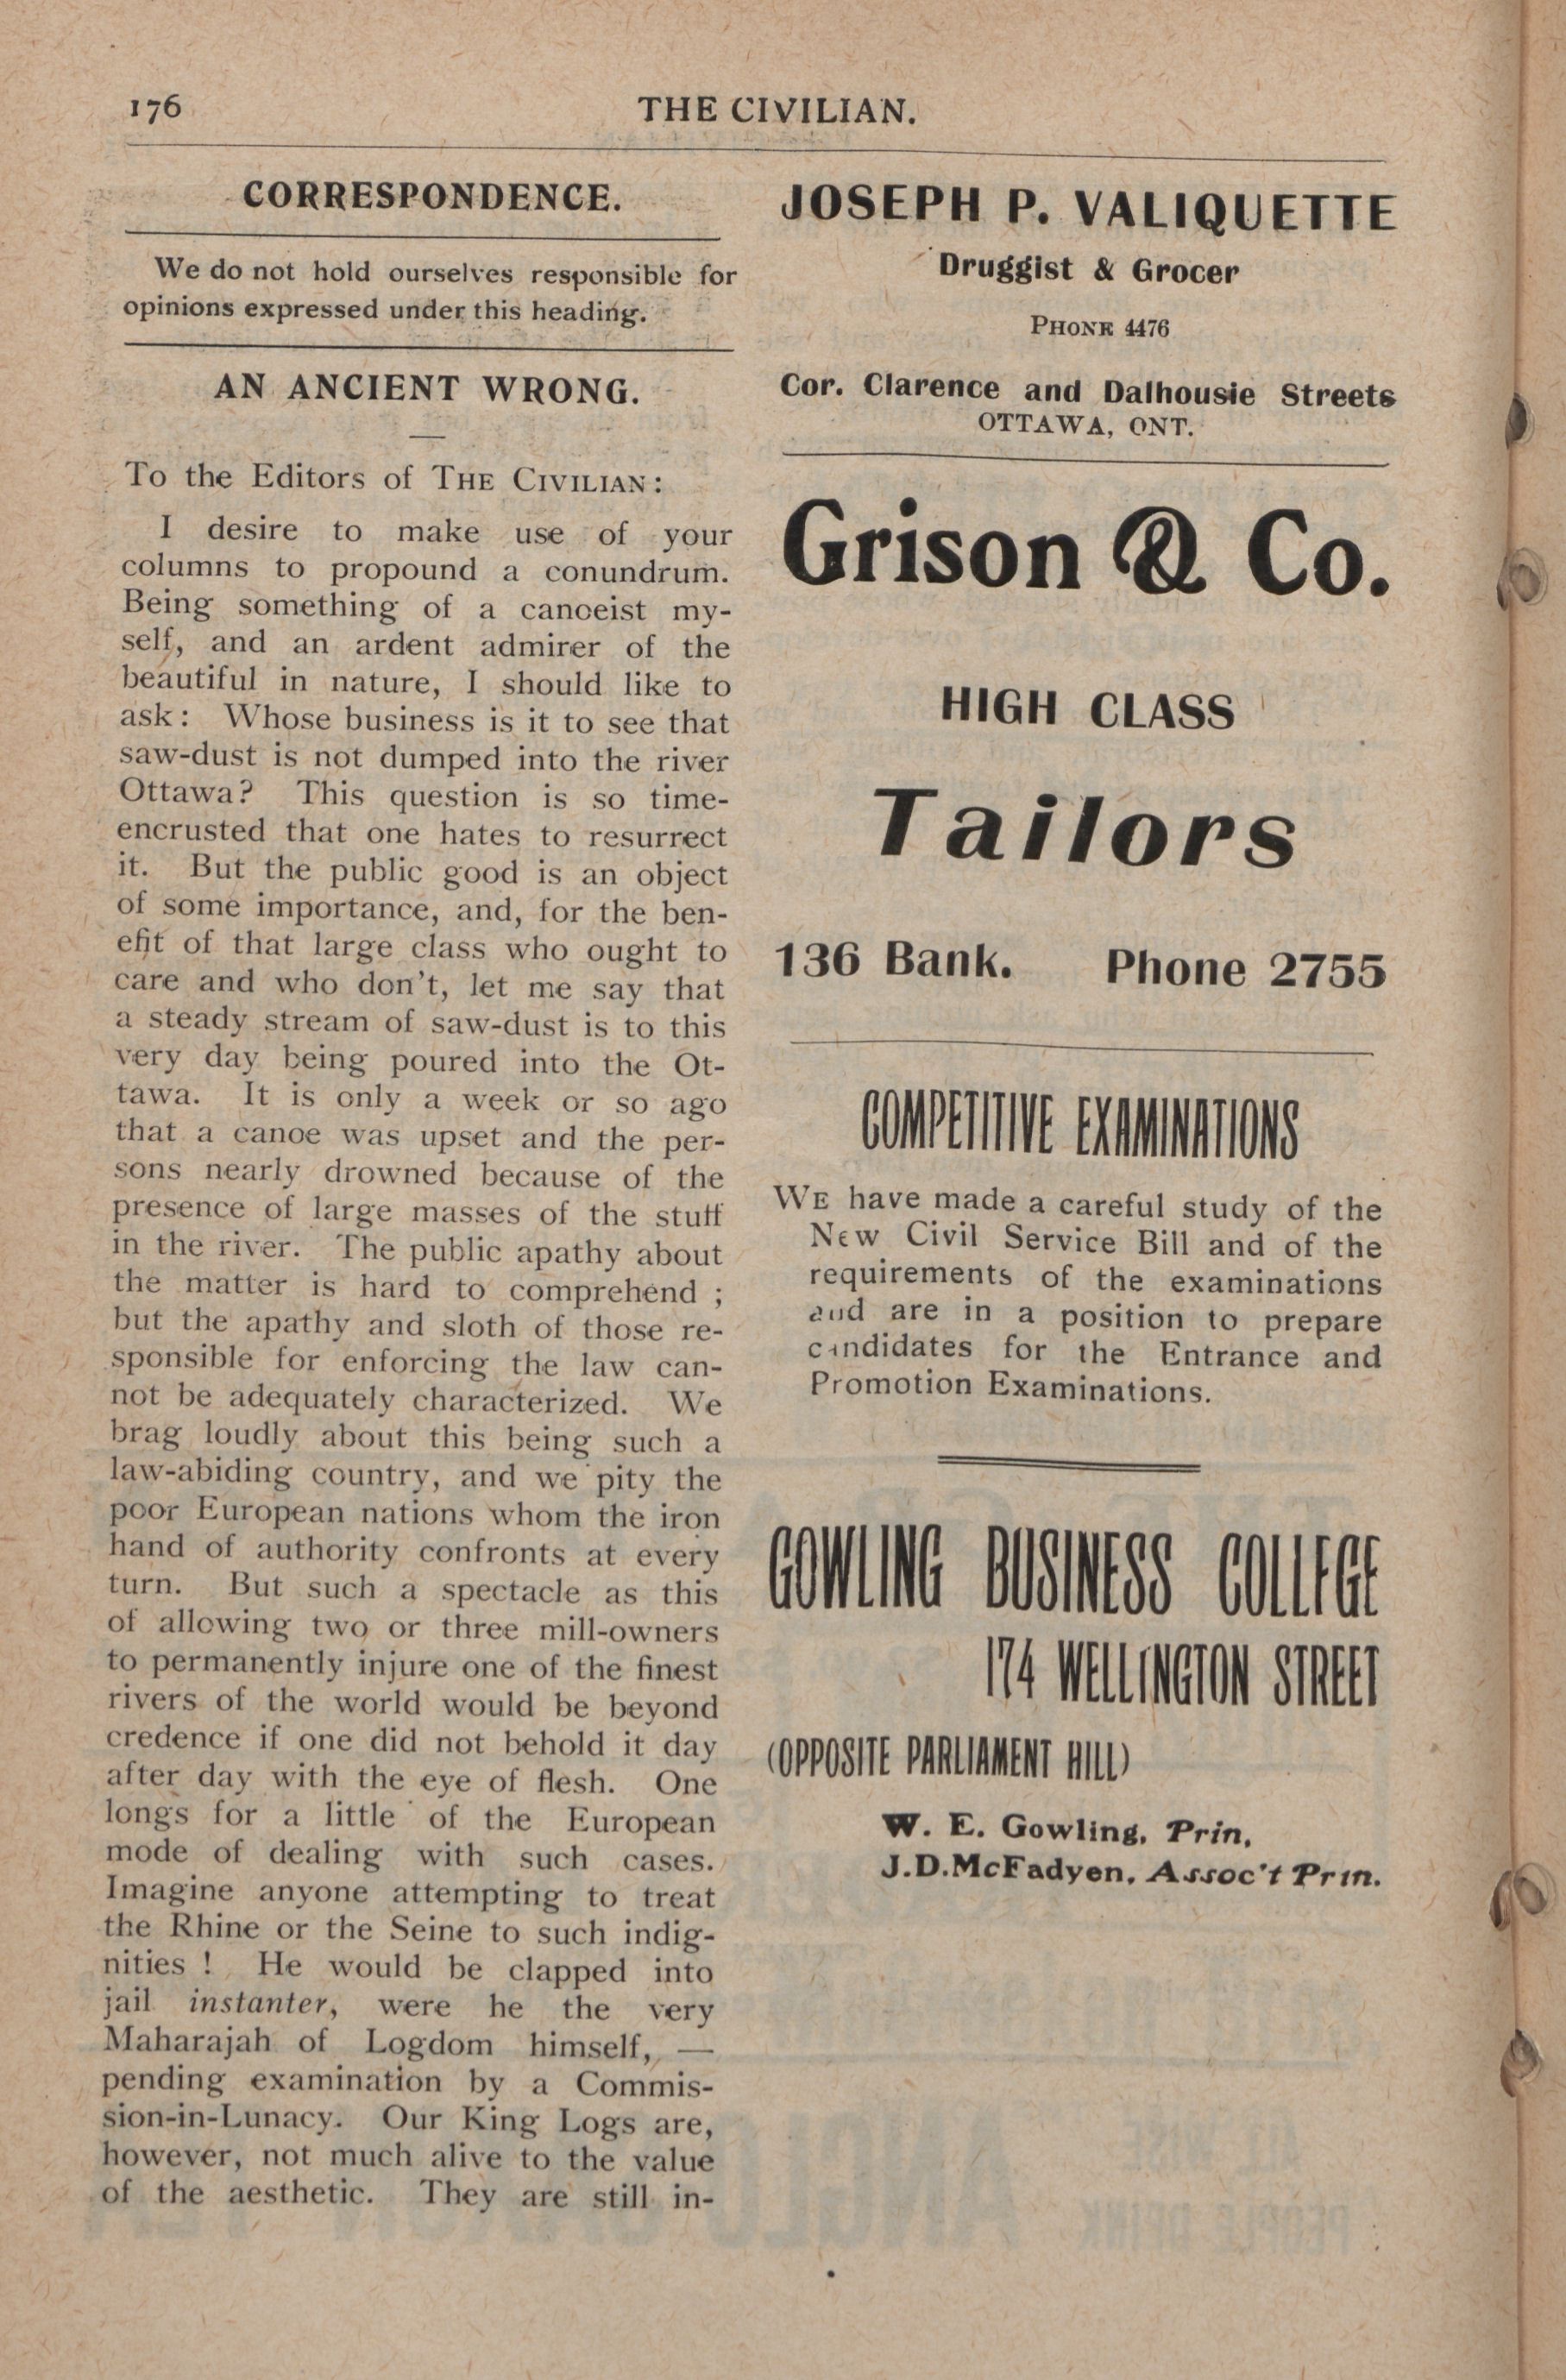 176
THE CIVILIAN.
CORRESPONDENCE.
We do not hold ourselves responsible for
opinions expressed under this heading.
AN ANCIENT WRONG.
To the Editors of THE CIVILIAN:
I desire to make use of your
columns to propound a conundrum.
Being something of a canoeist my-
self, and an ardent admirer of the
beautiful in nature, I should like to
ask: Whose business is it to see that
saw-dust is not dumped into the river
Ottawa? This question is so time-
encrusted that one hates to resurrect
it. But the public good is an object
of some importance, and, for the ben-
efit of that large class who ought to
care and who don't, let me say that
a steady stream of saw-dust is to this
very day being poured into the Ot-
tawa. It is only a week or so ago
that a canoe was upset and the per-
sons nearly drowned because of the
presence of large masses of the stuff
in the river. The public apathy about
the matter is hard to comprehend ;
but the apathy and sloth of those re-
sponsible for enforcing the law can-
not be adequately characterized. We
brag loudly about this being such a
law-abiding country, and we pity the
poor European nations whom the iron
hand of authority confronts at every
turn. But such a spectacle as this
of allowing two or three mill-owners
to permanently injure one of the finest
rivers of the world would be beyond
credence if one did not behold it day
after day with the eye of flesh. One
longs for a little of the European
mode of dealing with such cases.
Imagine anyone attempting to treat
the Rhine or the Seine to such indig-
nities ! He would be clapped into
jail instanter, were he the very
Maharajah of Logdom himself, —
pending examination by a Commis-
sion-in-Lunacy. Our King Logs are,
however, not much alive to the value
of the aesthetic. They are still in-
JOSEPH P. VALIQUETTE
Druggist & Grocer
PHONE 4476
Cor. Clarence and Dalhousie Streets
OTTAWA, ONT.
Grison & Co.
HIGH CLASS
Tailors
136 Bank. Phone 2755
COMPETITIVE EXAMINATIONS
WE have made a careful study of the
New Civil Service Bill and of the
requirements of the examinations
and are in a position to prepare
candidates for the Entrance and
Promotion Examinations.
GOWLING BUSINESS COLLEGE
174 WELLINGTON STREET
(OPPOSITE PARLIAMENT HILL)
W. E. Gowling, Prin,
J.D.McFadyen, Assoc't Prin.